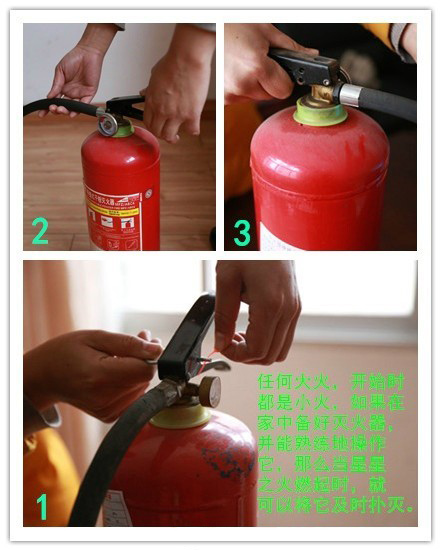 2
3
任何火火，开始时
都是小火，如果在
家中备好灭火器，
并能熟练地操作
它，那么当星星
之火燃起时，就
可以将它及时扑灭。
1